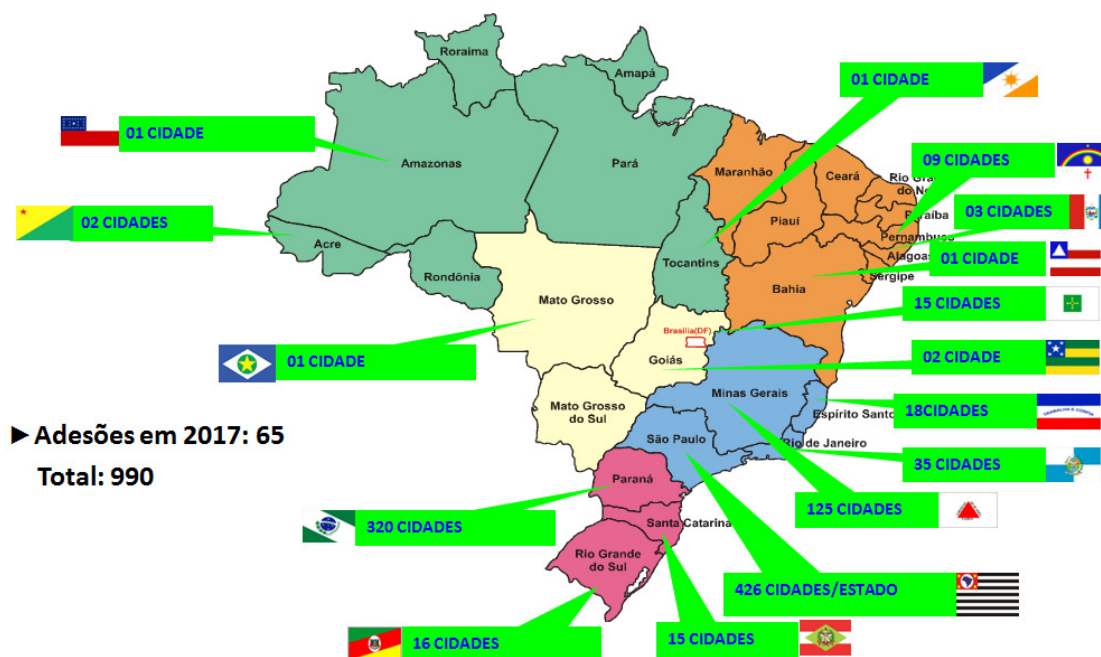 Roraima
Amapá
01 CIDADE
01 CIDADE
Amazonas
Pará
Maranhão
Ceará
09 CIDADES
Piauí
03 CIDADES
02 CIDADES
Pernambuco
Acre
Alagoas
01 CIDADE
Tocantins
Sergipe
Rondônia
Bahia
Mato Grosso
15 CIDADES
Brasília(DF)
Goiás
02 CIDADE
01 CIDADE
Minas Gerais
Mato Grosso
do Sul
18CIDADES
Espírito Santo
São Paulo
Rio de Janeiro
► Adesões em 2017: 65
35 CIDADES
Total: 990
Paraná
125 CIDADES
320 CIDADES
Santa Catarina
Rio Grande
do Sul
426 CIDADES/ESTADO
16 CIDADES
15 CIDADES